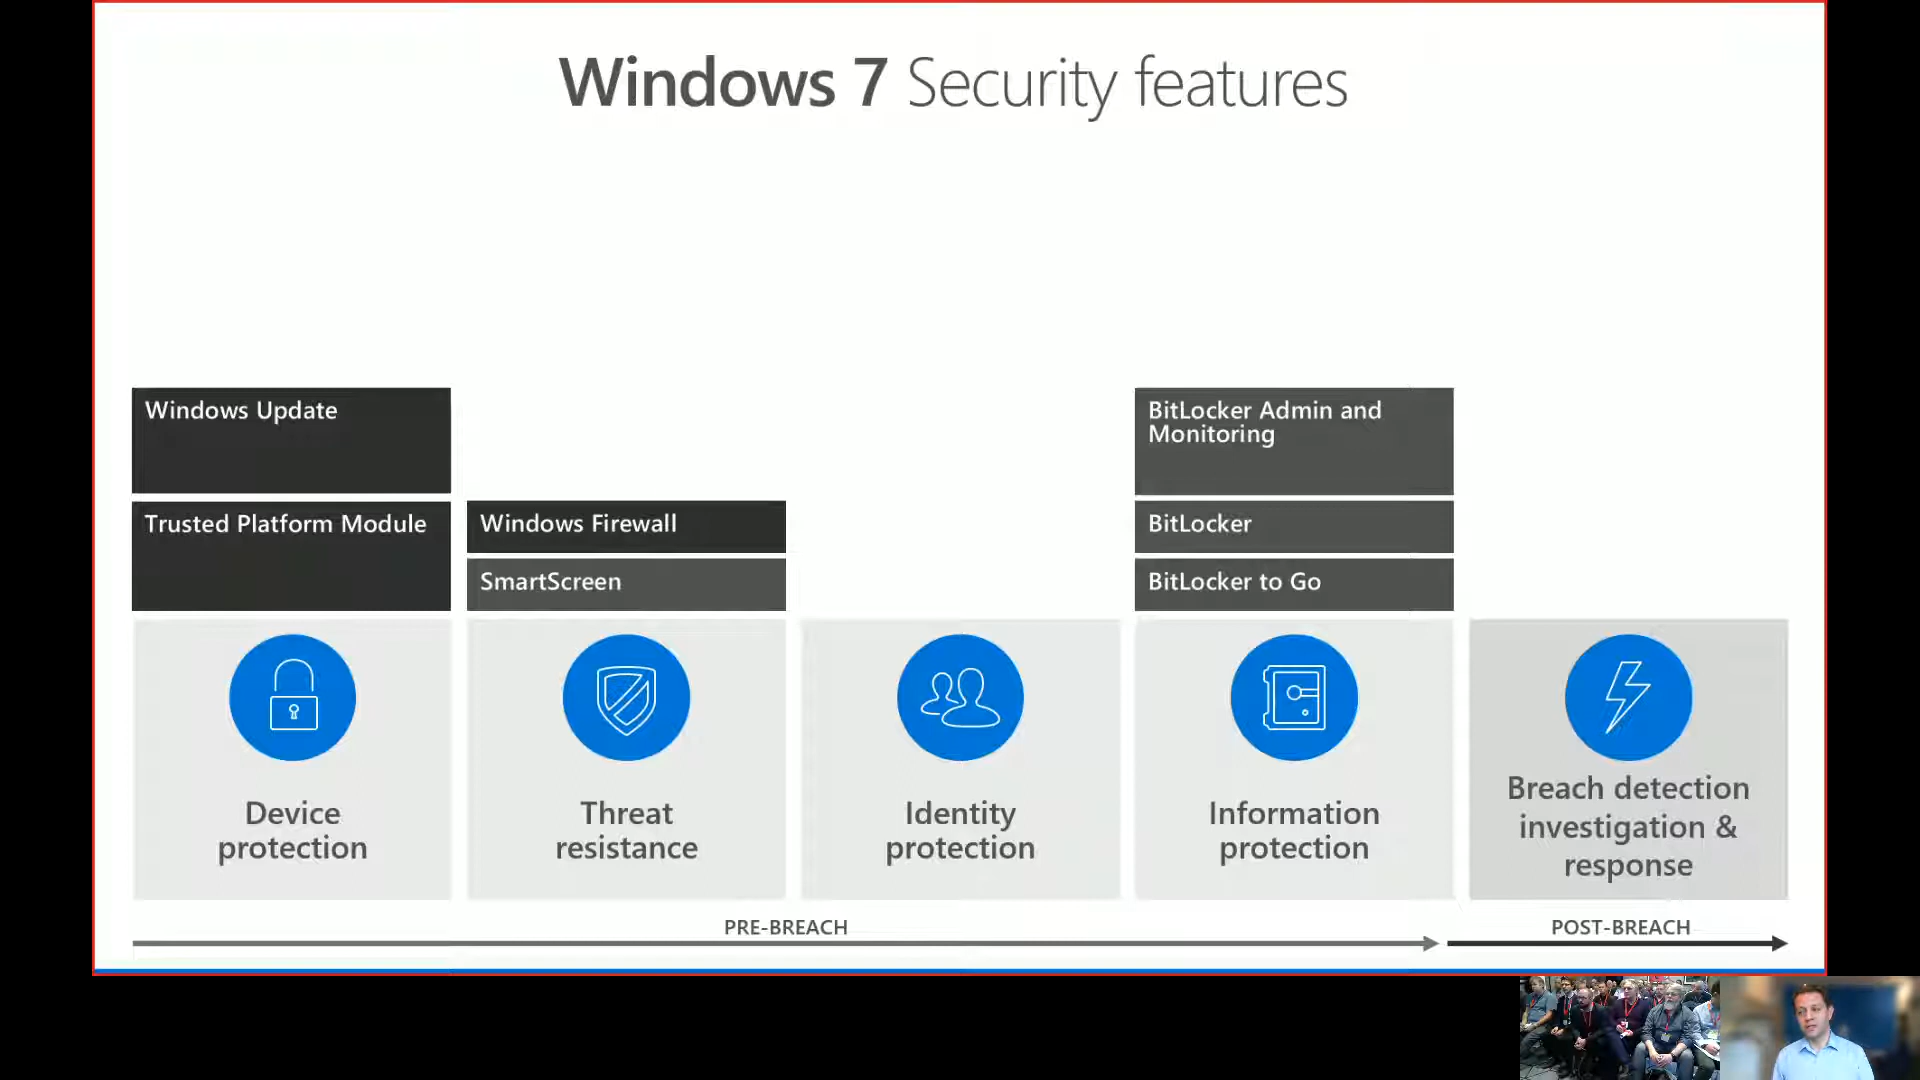 Windows 7 Security features
Windows Update
Trusted Platform Module
Windows Firewall
SmartScreen
BitLocker Admin and
Monitoring
BitLocker
BitLocker to Go
Device
protection
Threat
resistance
Identity
protection
Information
protection
Breach detection
investigation &
response
PRE-BREACH
POST-BREACH